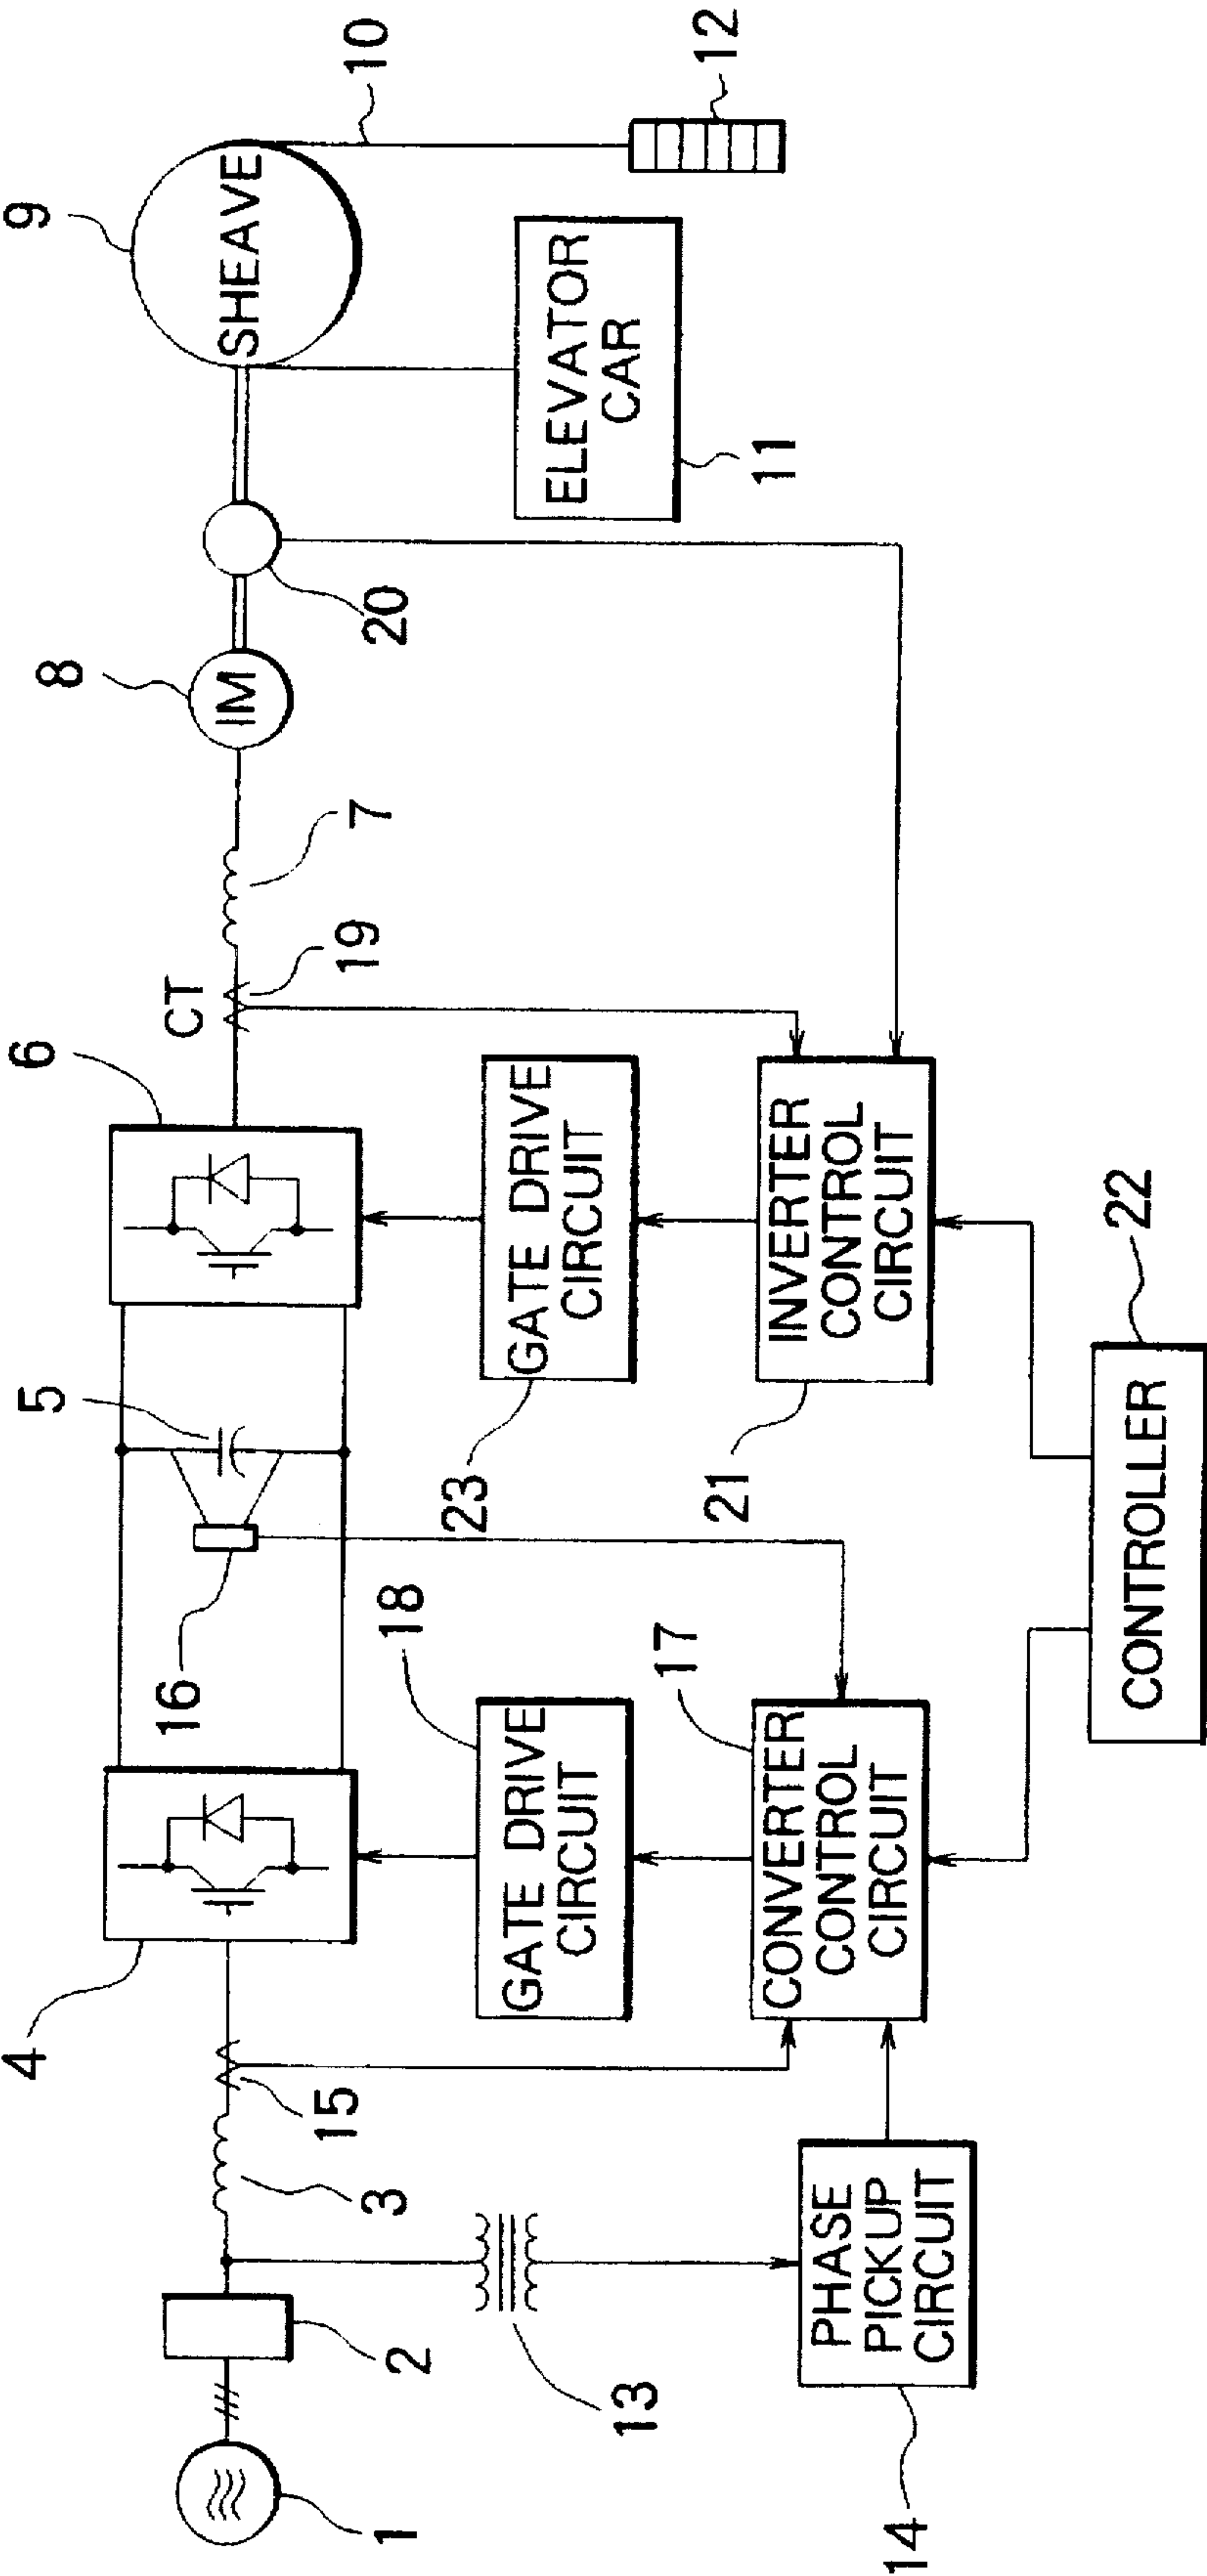 1
2
3
4
5
6
CT
19
7
8
IM
20
9
SHEAVE
10
12
ELEVATOR
CAR
11
13
15
16
18
GATE DRIVE
CIRCUIT
23
GATE DRIVE
CIRCUIT
14
PHASE
PICKUP
CIRCUIT
17
CONVERTER
CONTROL
CIRCUIT
21
INVERTER
CONTROL
CIRCUIT
22
CONTROLLER